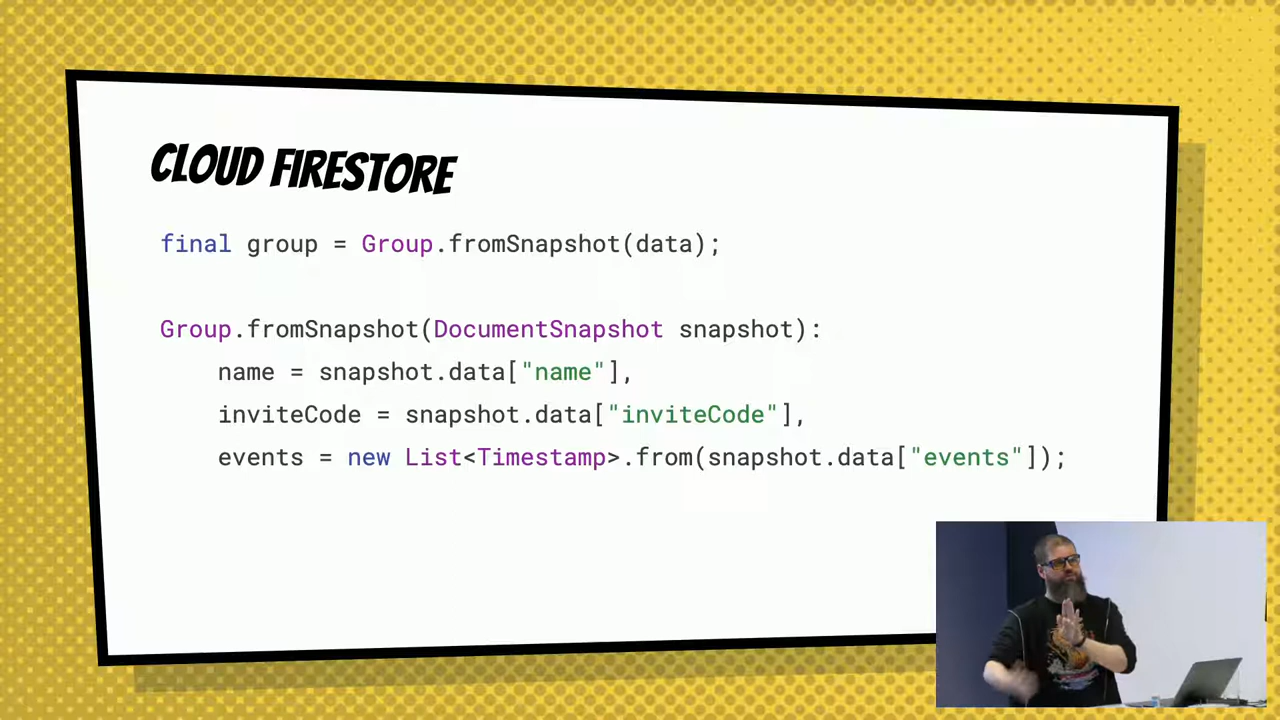 CLOUD FIRESTORE
final group = Group.fromSnapshot(data);
Group.fromSnapshot(DocumentSnapshot snapshot):
name = snapshot.data["name"],
inviteCode = snapshot.data["inviteCode"],
events = new List<Timestamp>.from(snapshot.data["events"]);